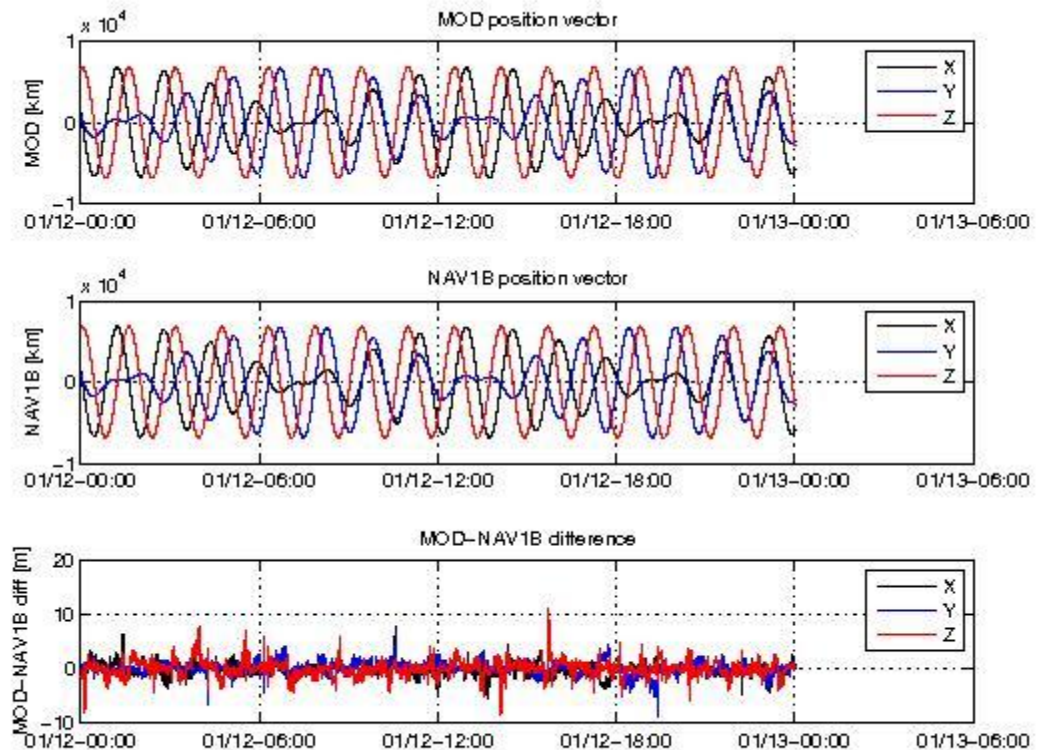 MOD position vector
x 10^4
1
0
−1
MOD [km]
X
Y
Z
01/12−00:00 01/12−06:00 01/12−12:00 01/12−18:00 01/13−00:00 01/13−06:00
NAV1B position vector
x 10^4
1
0
−1
NAV1B [km]
X
Y
Z
01/12−00:00 01/12−06:00 01/12−12:00 01/12−18:00 01/13−00:00 01/13−06:00
MOD−NAV1B difference
20
10
0
−10
MOD−NAV1B diff [m]
X
Y
Z
01/12−00:00 01/12−06:00 01/12−12:00 01/12−18:00 01/13−00:00 01/13−06:00